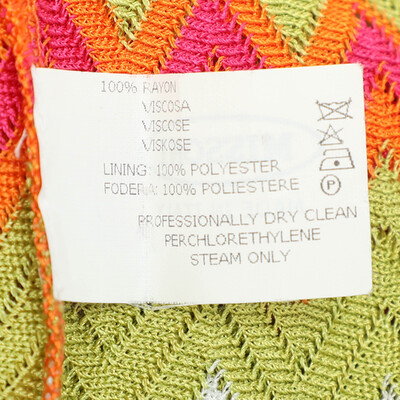 100% RAYON
VISCOSA
VISCOSE
VISKOSE
LINING: 100% POLYESTER
FODERA: 100% POLIESTERE
P
PROFESSIONALLY DRY CLEAN
PERCHLORETHYLENE
STEAM ONLY